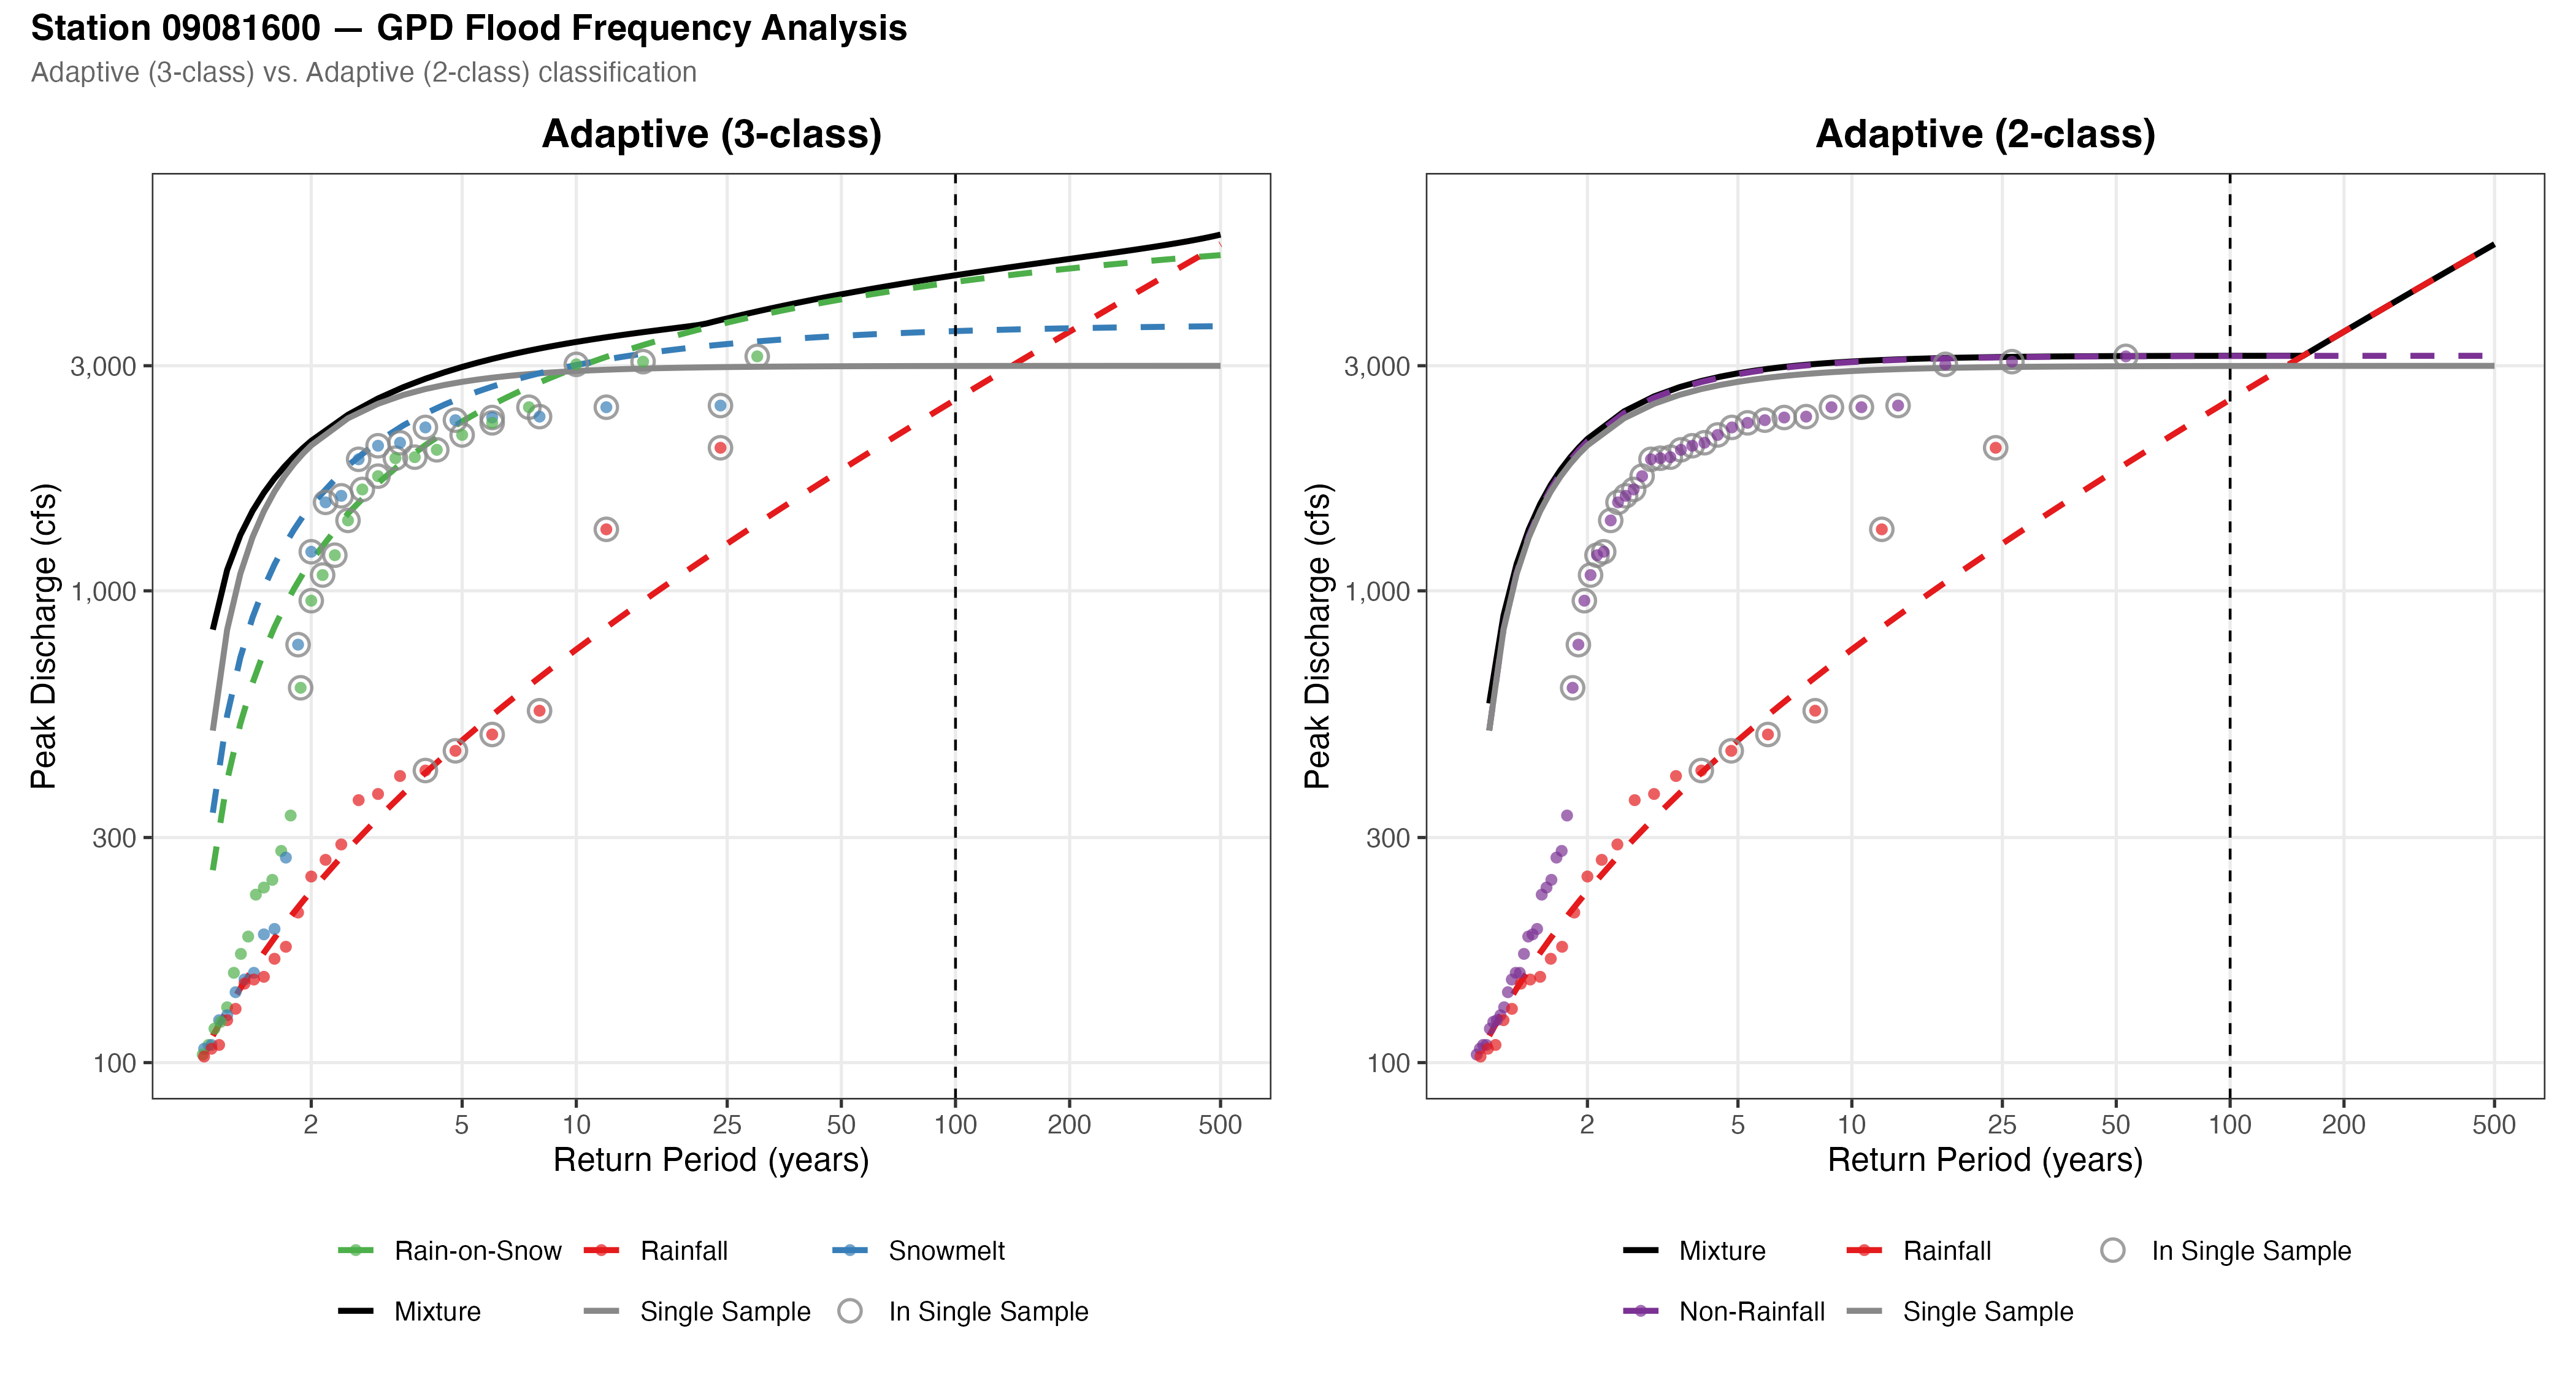 Station 09081600 — GPD Flood Frequency Analysis
Adaptive (3-class) vs. Adaptive (2-class) classification
Adaptive (3-class)
Peak Discharge (cfs)
3,000
1,000
300
100
2 5 10 25 50 100 200 500
Return Period (years)
Rain-on-Snow Rainfall Snowmelt
Mixture Single Sample In Single Sample
Adaptive (2-class)
Peak Discharge (cfs)
3,000
1,000
300
100
2 5 10 25 50 100 200 500
Return Period (years)
Mixture Rainfall In Single Sample
Non-Rainfall Single Sample